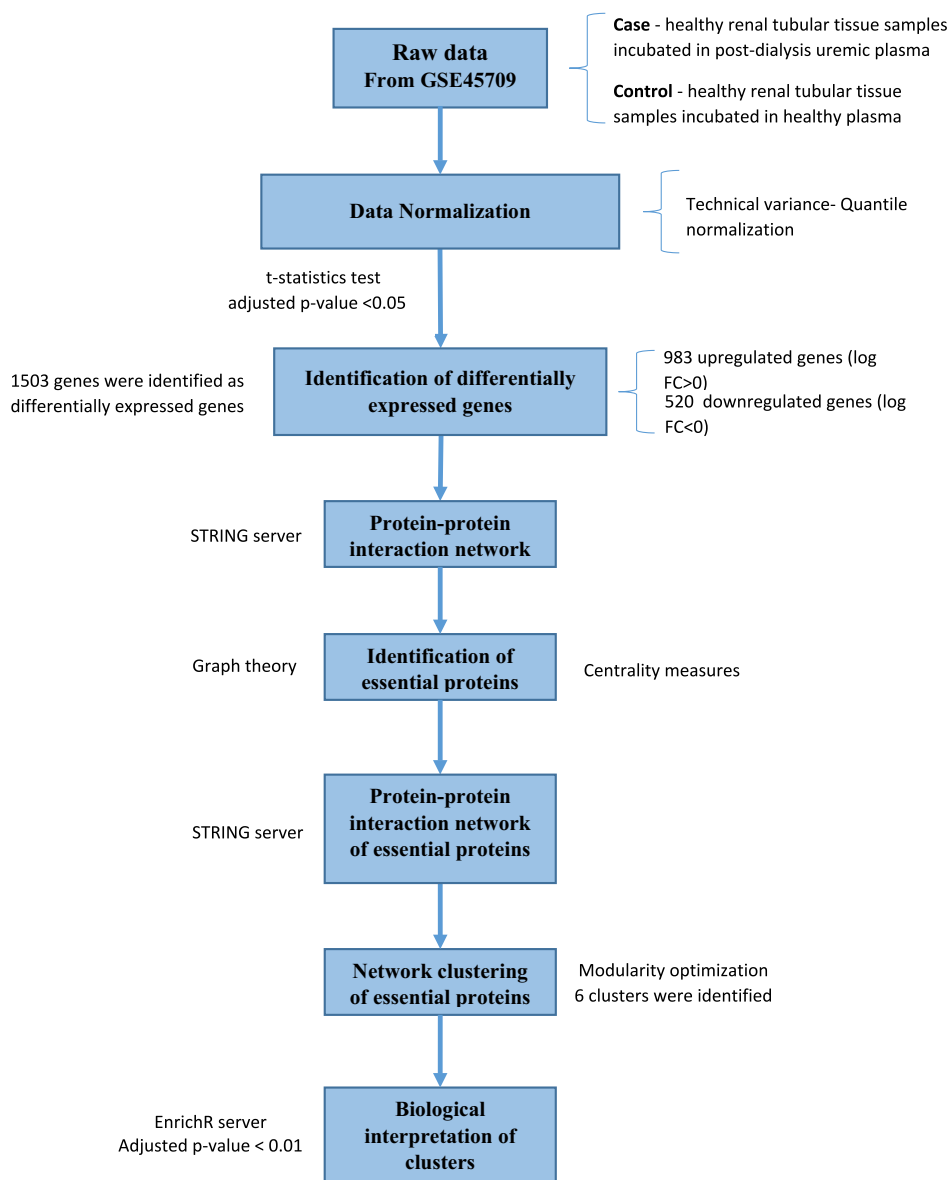 Raw data
From GSE45709
Case - healthy renal tubular tissue samples
incubated in post-dialysis uremic plasma
Control - healthy renal tubular tissue
samples incubated in healthy plasma
Data Normalization
Technical variance- Quantile
normalization
t-statistics test
adjusted p-value <0.05
1503 genes were identified as
differentially expressed genes
Identification of differentially
expressed genes
983 upregulated genes (log
FC>0)
520 downregulated genes (log
FC<0)
STRING server
Protein-protein
interaction network
Graph theory
Identification of
essential proteins
Centrality measures
STRING server
Protein-protein
interaction network
of essential proteins
Network clustering
of essential proteins
Modularity optimization
6 clusters were identified
EnrichR server
Adjusted p-value < 0.01
Biological
interpretation of
clusters